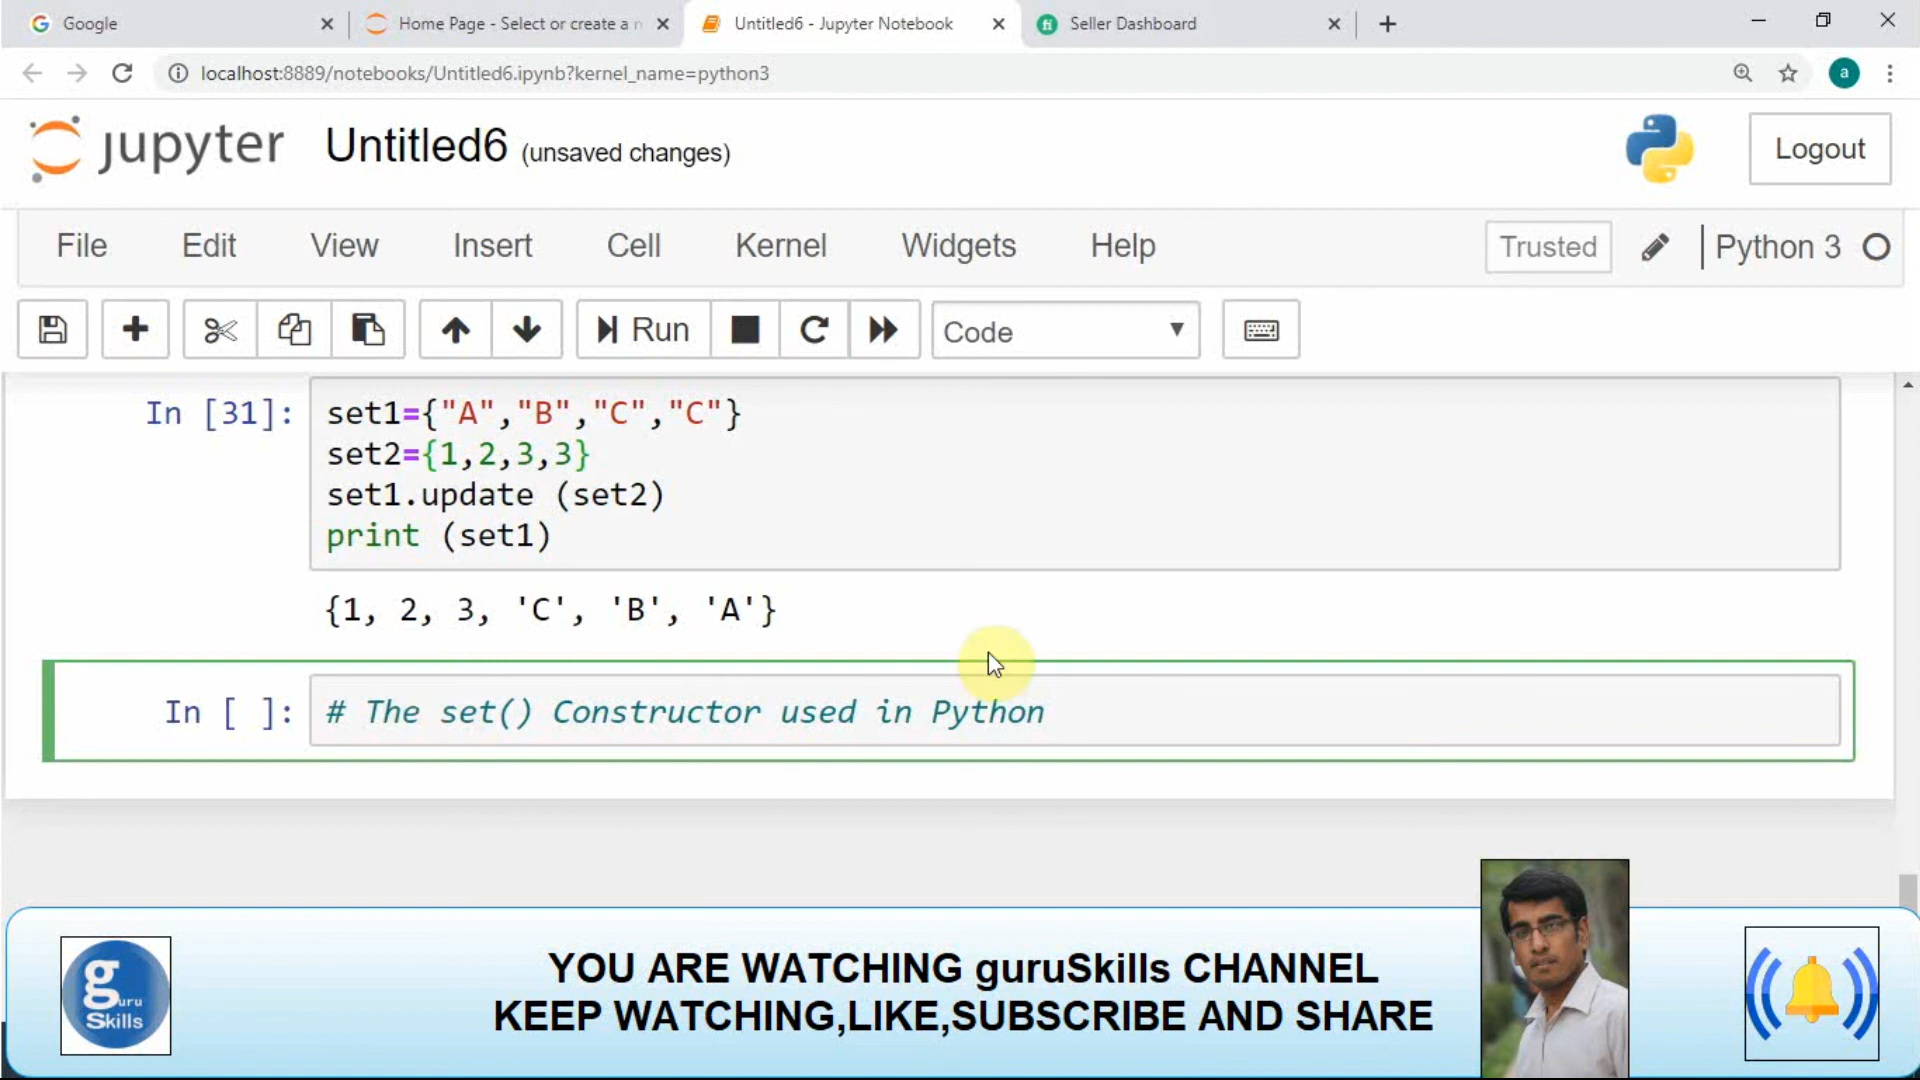 Google
Home Page - Select or create a n
Untitled6 - Jupyter Notebook
Seller Dashboard
localhost:8889/notebooks/Untitled6.ipynb?kernel_name=python3
a
jupyter Untitled6 (unsaved changes)
Logout
File Edit View Insert Cell Kernel Widgets Help
Trusted
Python 3
Run
Code
In [31]:
set1={"A","B","C","C"}
set2={1,2,3,3}
set1.update (set2)
print (set1)
{1, 2, 3, 'C', 'B', 'A'}
In [ ]:
# The set() Constructor used in Python
guru
Skills
YOU ARE WATCHING guruSkills CHANNEL
KEEP WATCHING,LIKE,SUBSCRIBE AND SHARE